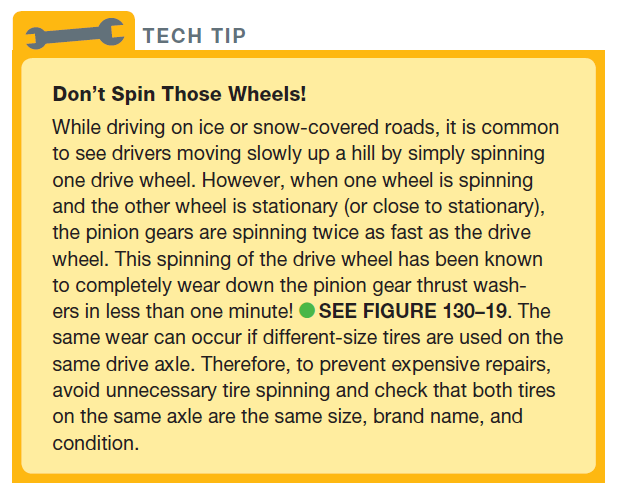 TECH TIP
Don’t Spin Those Wheels!
While driving on ice or snow-covered roads, it is common
to see drivers moving slowly up a hill by simply spinning
one drive wheel. However, when one wheel is spinning
and the other wheel is stationary (or close to stationary),
the pinion gears are spinning twice as fast as the drive
wheel. This spinning of the drive wheel has been known
to completely wear down the pinion gear thrust wash-
ers in less than one minute! ● SEE FIGURE 130–19. The
same wear can occur if different-size tires are used on the
same drive axle. Therefore, to prevent expensive repairs,
avoid unnecessary tire spinning and check that both tires
on the same axle are the same size, brand name, and
condition.